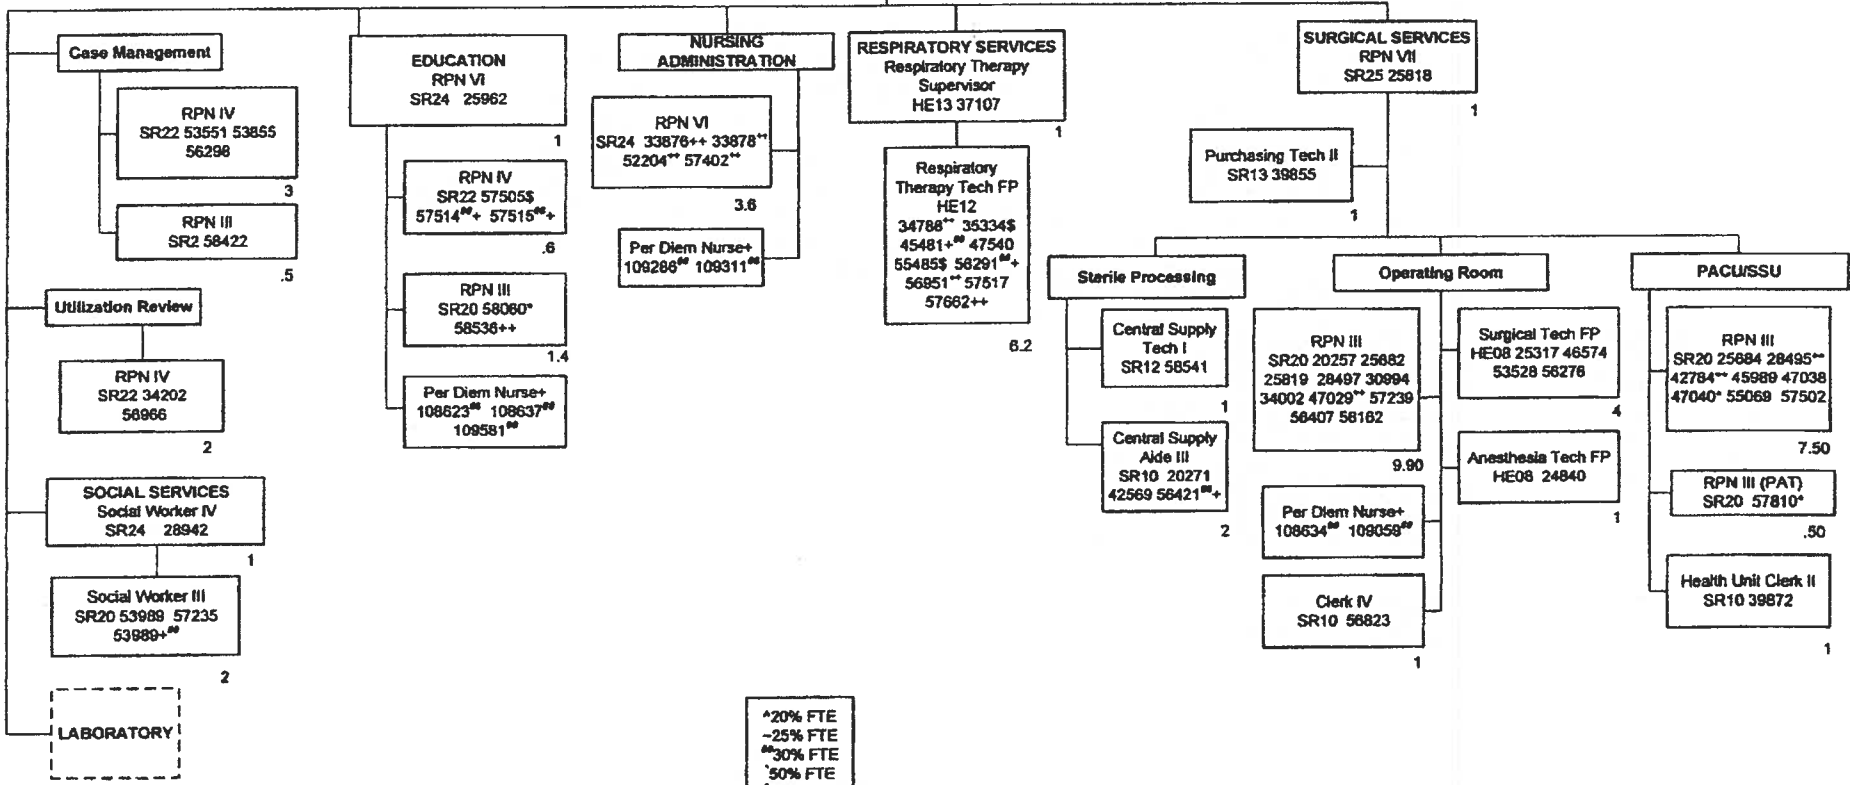 Case Management
RPN IV
SR22 53551 53855
56298
3
RPN III
SR2 58422
.5
Utilization Review
RPN IV
SR22 34202
56966
2
SOCIAL SERVICES
Social Worker IV
SR24 28942
1
Social Worker III
SR20 53989 57235
53989+##
2
LABORATORY
EDUCATION
RPN VI
SR24 25962
1
RPN IV
SR22 57505$
57514##+ 57515##+
.6
RPN III
SR20 58060*
58536++
1.4
Per Diem Nurse+
108623## 108637##
109581##
NURSING
ADMINISTRATION
RPN VI
SR24 33876++ 33878++
52204++ 57402++
3.6
Per Diem Nurse+
109286## 109311##
RESPIRATORY SERVICES
Respiratory Therapy
Supervisor
HE13 37107
1
Respiratory
Therapy Tech FP
HE12
34788++ 35334$
45481+## 47540
55485$ 56291##+
56951++ 57517
57662++
6.2
SURGICAL SERVICES
RPN VII
SR25 25818
1
Purchasing Tech II
SR13 39855
1
Sterile Processing
Central Supply
Tech I
SR12 58541
1
Central Supply
Aide III
SR10 20271
42569 56421##+
2
Operating Room
RPN III
SR20 20257 25682
25819 28497 30994
34002 47029++ 57239
56407 58162
9.90
Per Diem Nurse+
108634## 109059##
Clerk IV
SR10 56823
1
Surgical Tech FP
HE08 25317 46574
53528 56276
4
Anesthesia Tech FP
HE08 24840
1
PACU/SSU
RPN III
SR20 25684 28495++
42784++ 45989 47038
47040* 55069 57502
7.50
RPN III (PAT)
SR20 57810*
.50
Health Unit Clerk II
SR10 39872
1
^20% FTE
~25% FTE
##30% FTE
*50% FTE